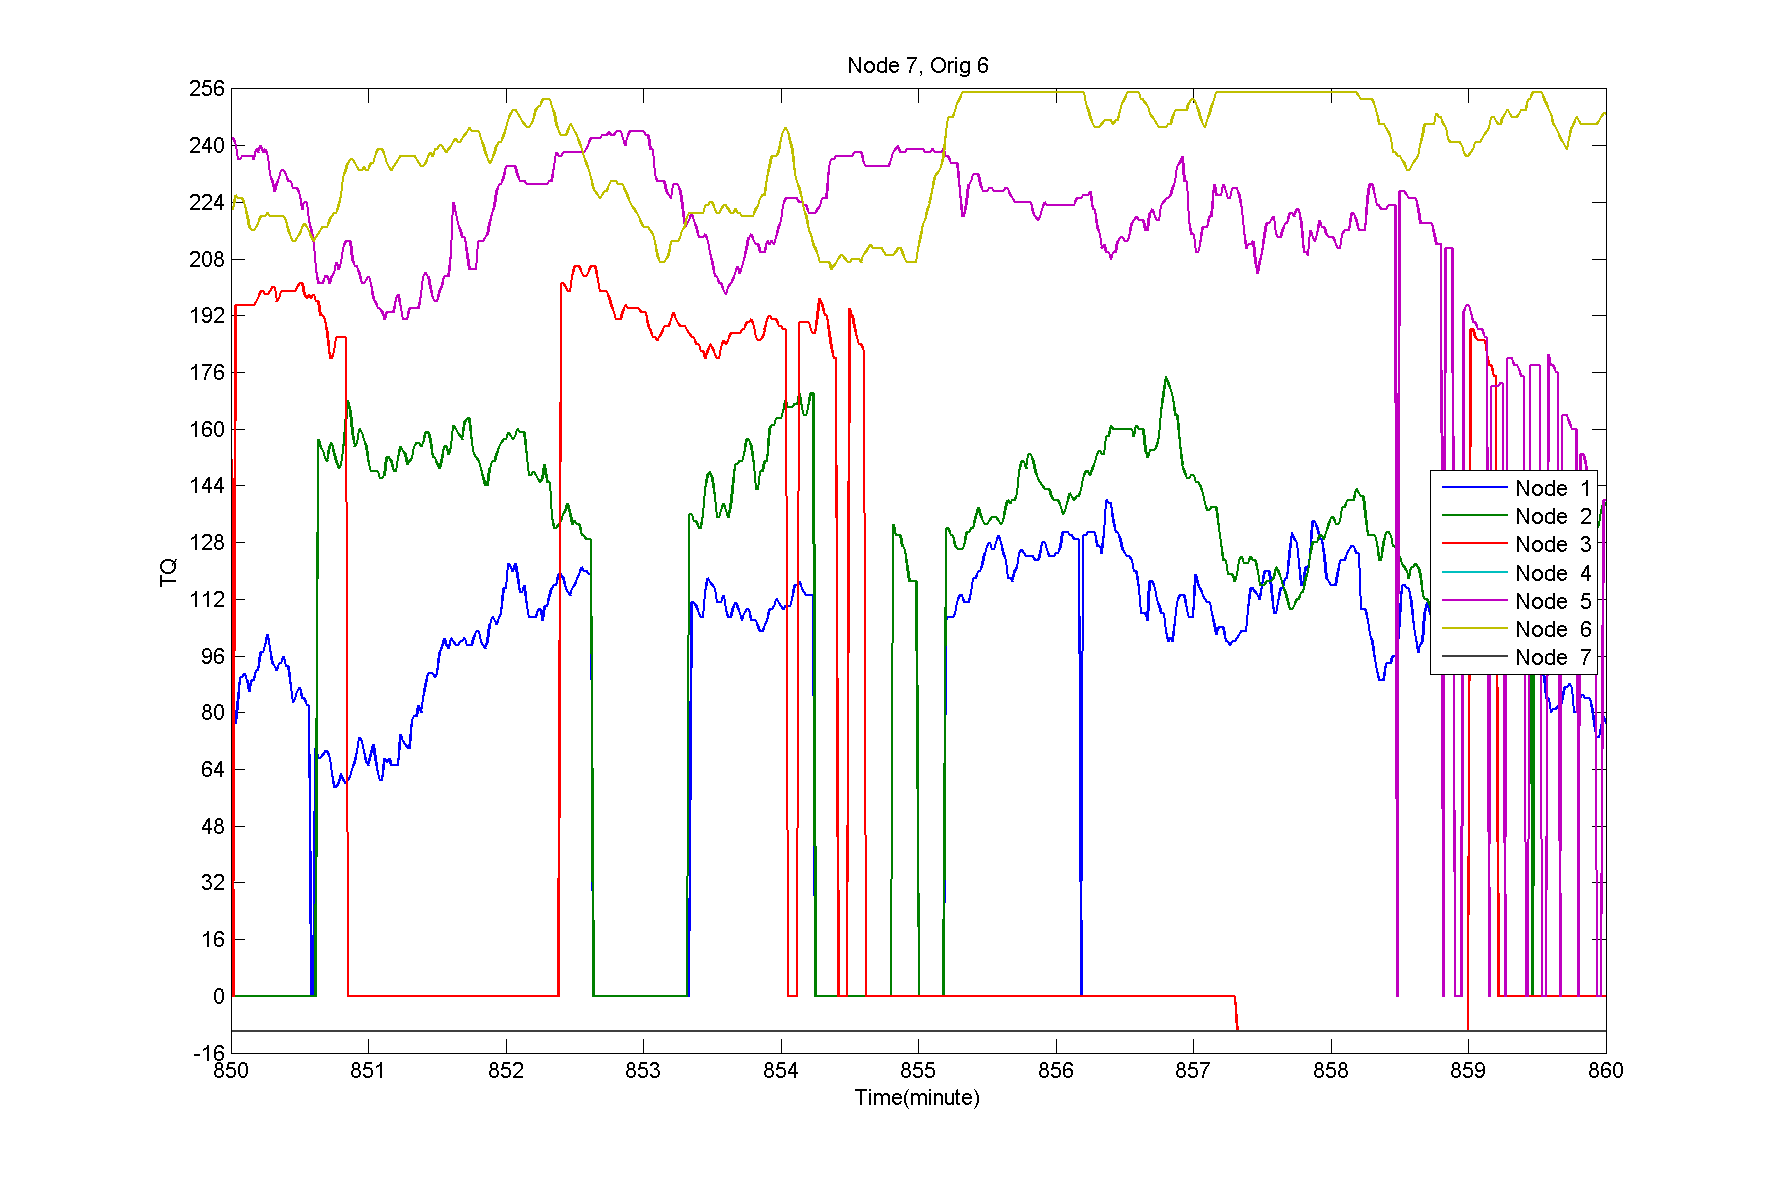 Node 7, Orig 6
256
240
224
208
192
176
160
144
128
112
96
80
64
48
32
16
0
-16
TQ
Node 1
Node 2
Node 3
Node 4
Node 5
Node 6
Node 7
850 851 852 853 854 855 856 857 858 859 860
Time(minute)